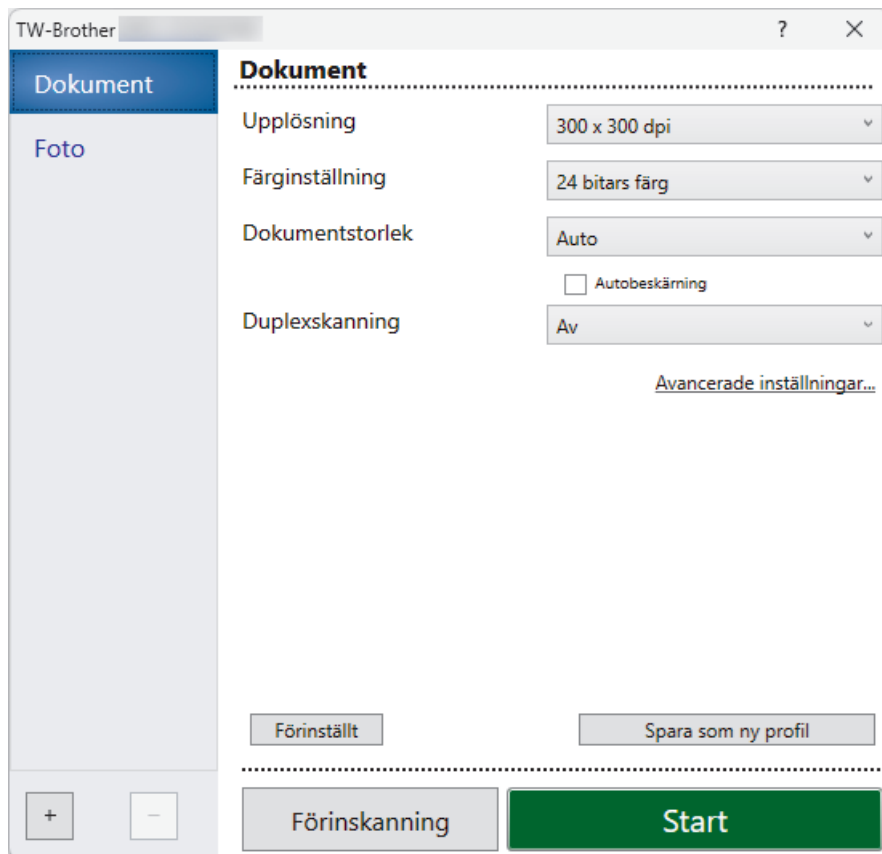 TW-Brother
?
Dokument
Foto
Dokument
Upplösning
300 x 300 dpi
Färginställning
24 bitars färg
Dokumentstorlek
Auto
Autobeskärning
Duplexskanning
Av
Avancerade inställningar...
Förinställt
Spara som ny profil
+
−
Förinskanning
Start